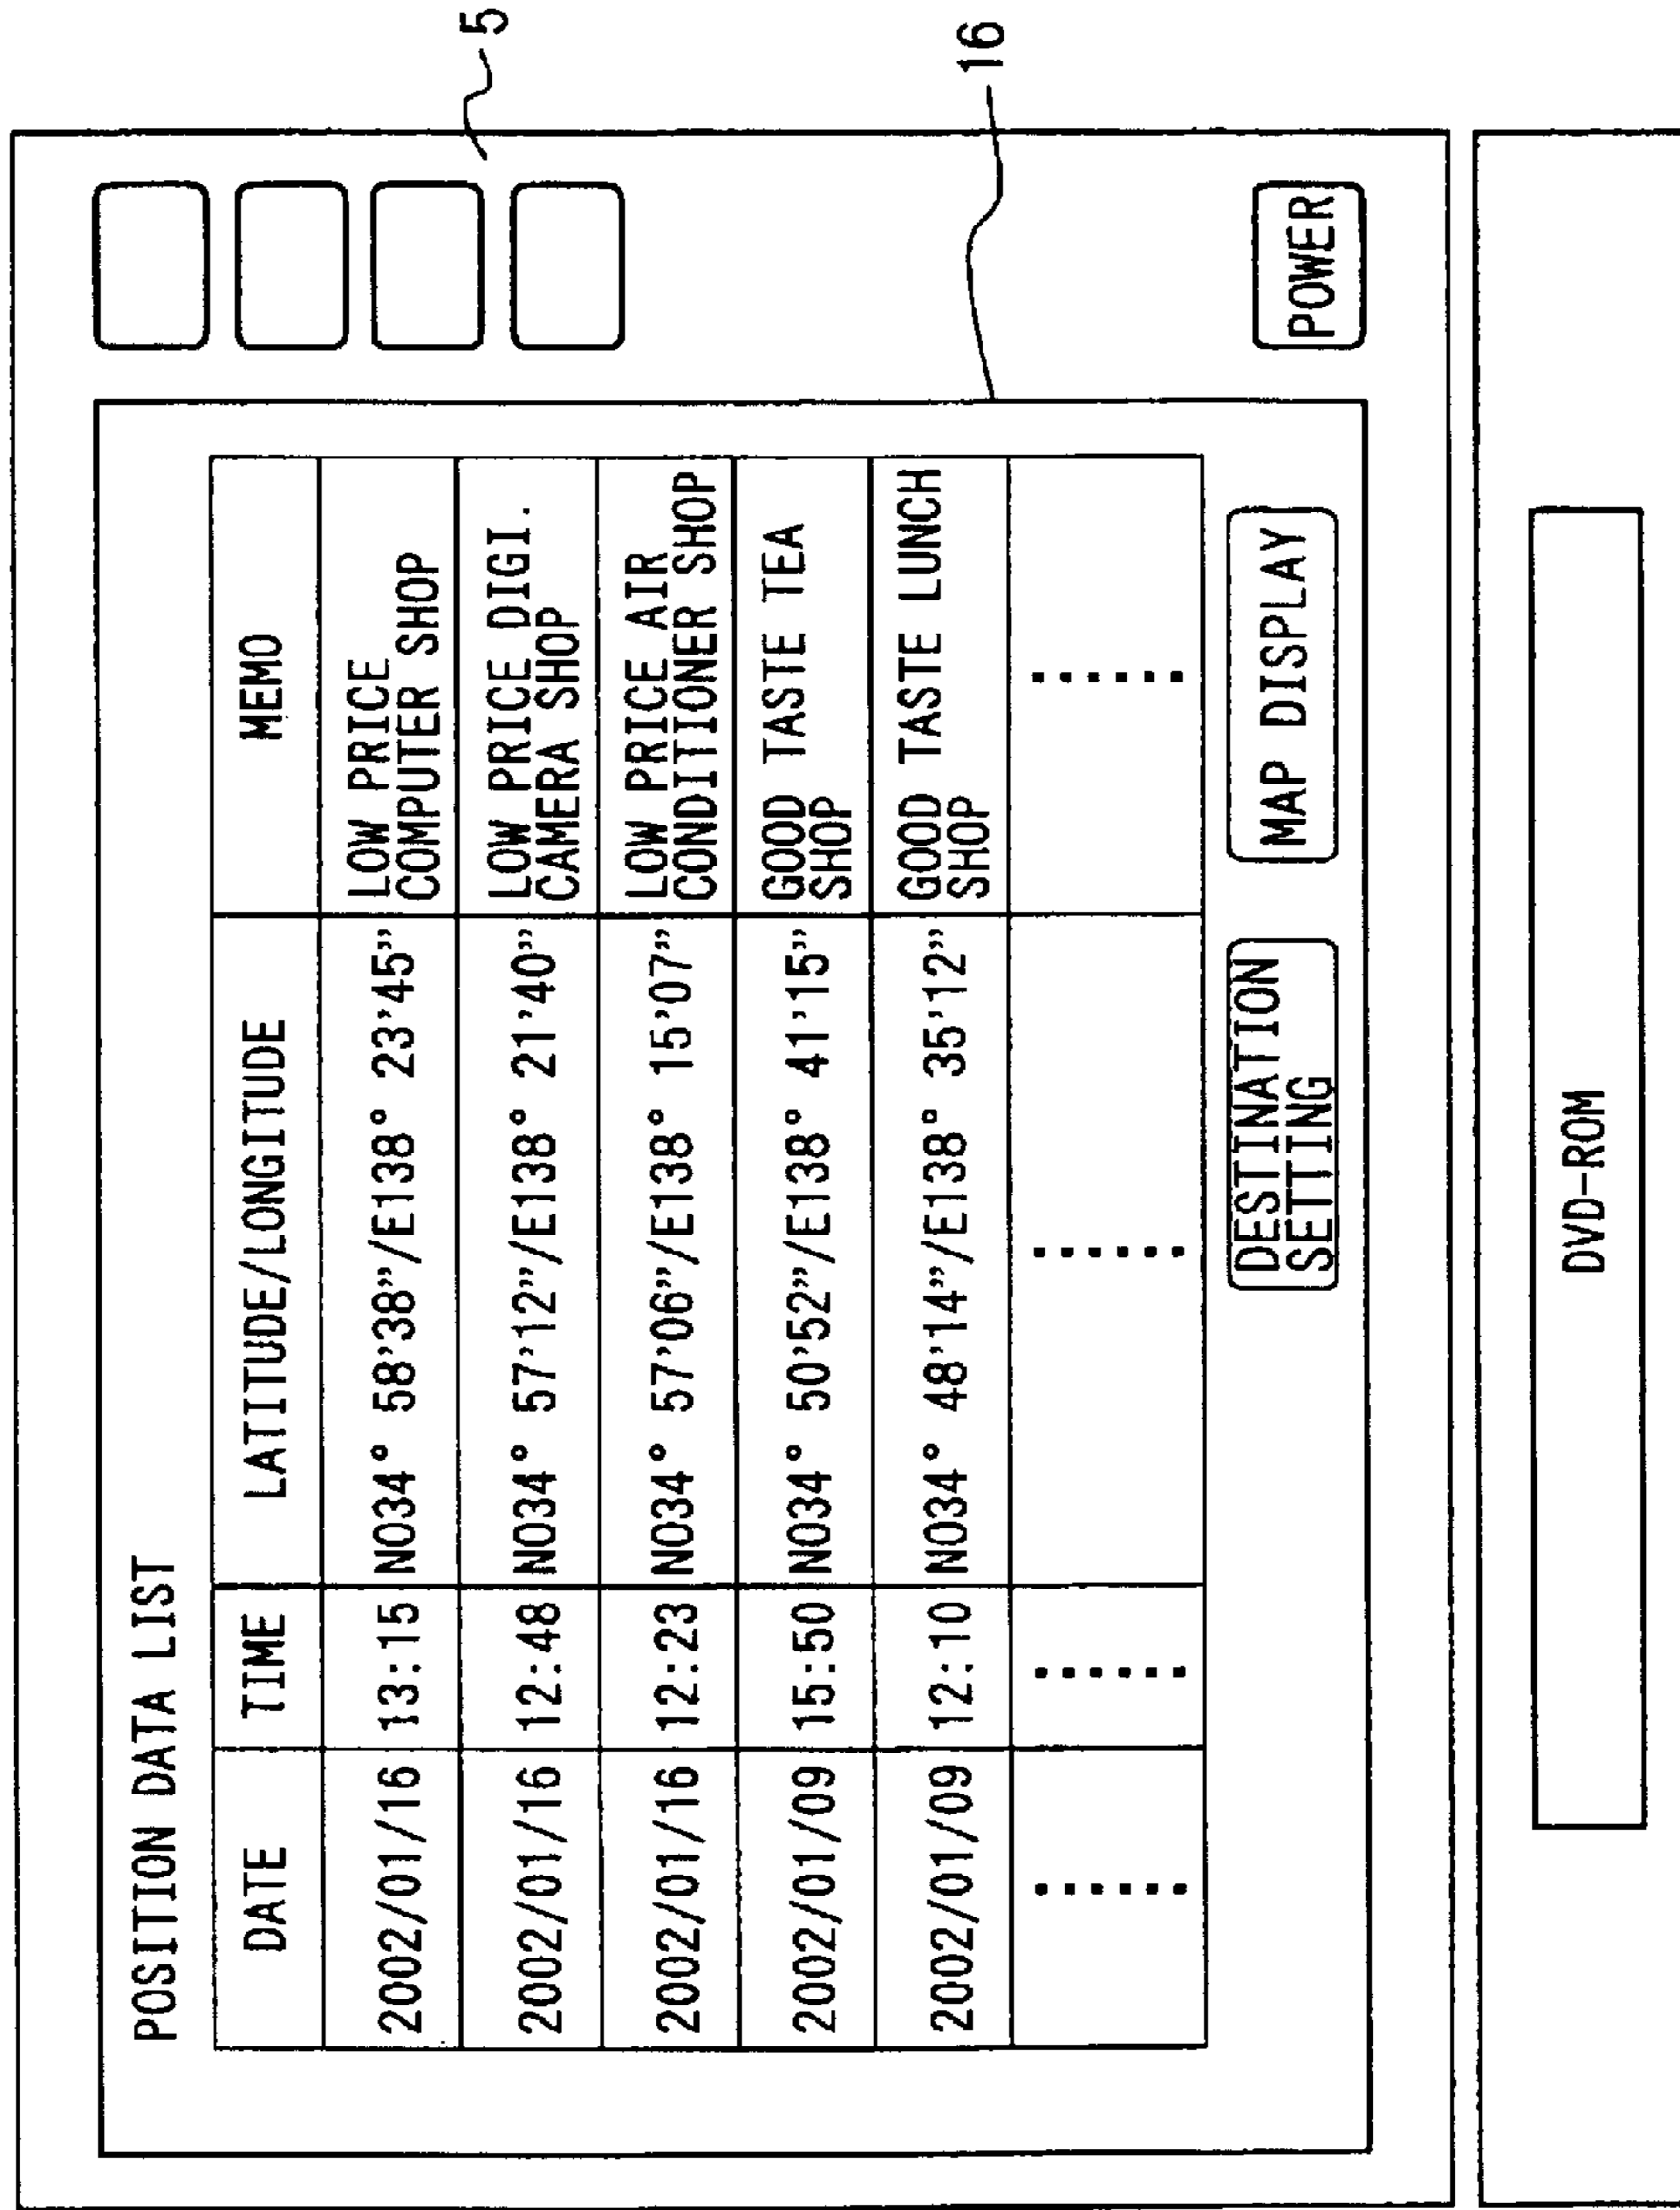 POSITION DATA LIST
DATE TIME LATITUDE/LONGITUDE MEMO
2002/01/16 13:15 N034° 58'38"/E138° 23'45" LOW PRICE
COMPUTER SHOP
2002/01/16 12:48 N034° 57'12"/E138° 21'40" LOW PRICE DIGI.
CAMERA SHOP
2002/01/16 12:23 N034° 57'06"/E138° 15'07" LOW PRICE AIR
CONDITIONER SHOP
2002/01/09 15:50 N034° 50'52"/E138° 41'15" GOOD TASTE TEA
SHOP
2002/01/09 12:10 N034° 48'14"/E138° 35'12" GOOD TASTE LUNCH
SHOP
...... ...... ...... ......
DESTINATION
SETTING
MAP DISPLAY
POWER
5
16
DVD-ROM